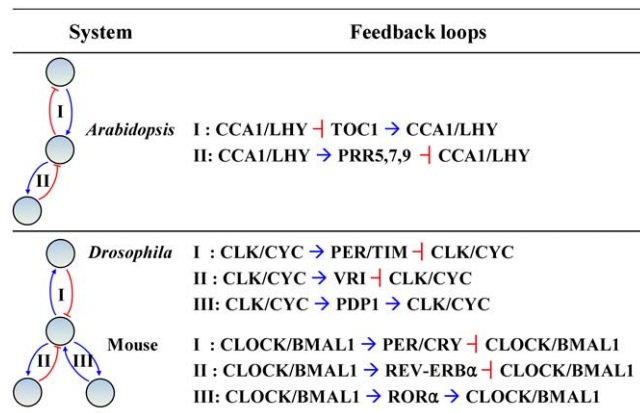 System Feedback loops
I
II
Arabidopsis
I : CCA1/LHY ⊣ TOC1 → CCA1/LHY
II: CCA1/LHY → PRR5,7,9 ⊣ CCA1/LHY
I
II III
Drosophila
I : CLK/CYC → PER/TIM ⊣ CLK/CYC
II : CLK/CYC → VRI ⊣ CLK/CYC
III: CLK/CYC → PDP1 → CLK/CYC
Mouse
I : CLOCK/BMAL1 → PER/CRY ⊣ CLOCK/BMAL1
II : CLOCK/BMAL1 → REV-ERBα ⊣ CLOCK/BMAL1
III: CLOCK/BMAL1 → RORα → CLOCK/BMAL1